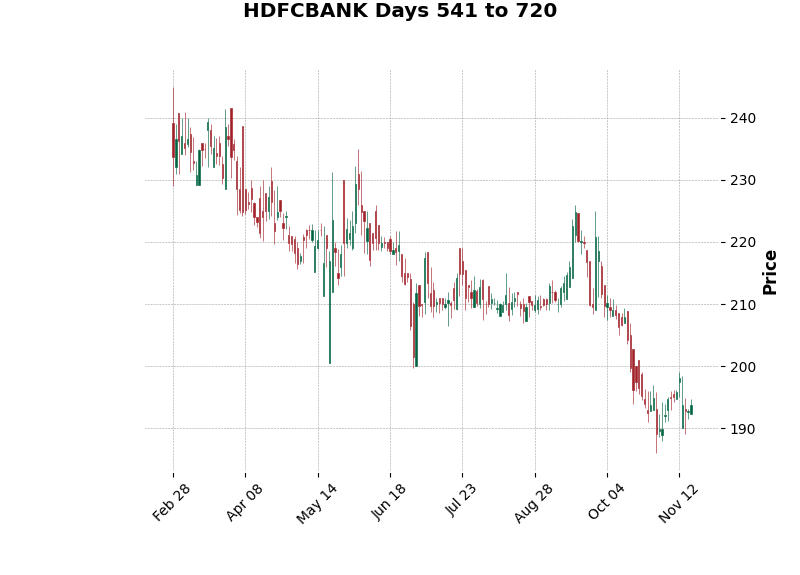 HDFCBANK Days 541 to 720
240
230
220
210
200
190
Price
Feb 28
Apr 08
May 14
Jun 18
Jul 23
Aug 28
Oct 04
Nov 12